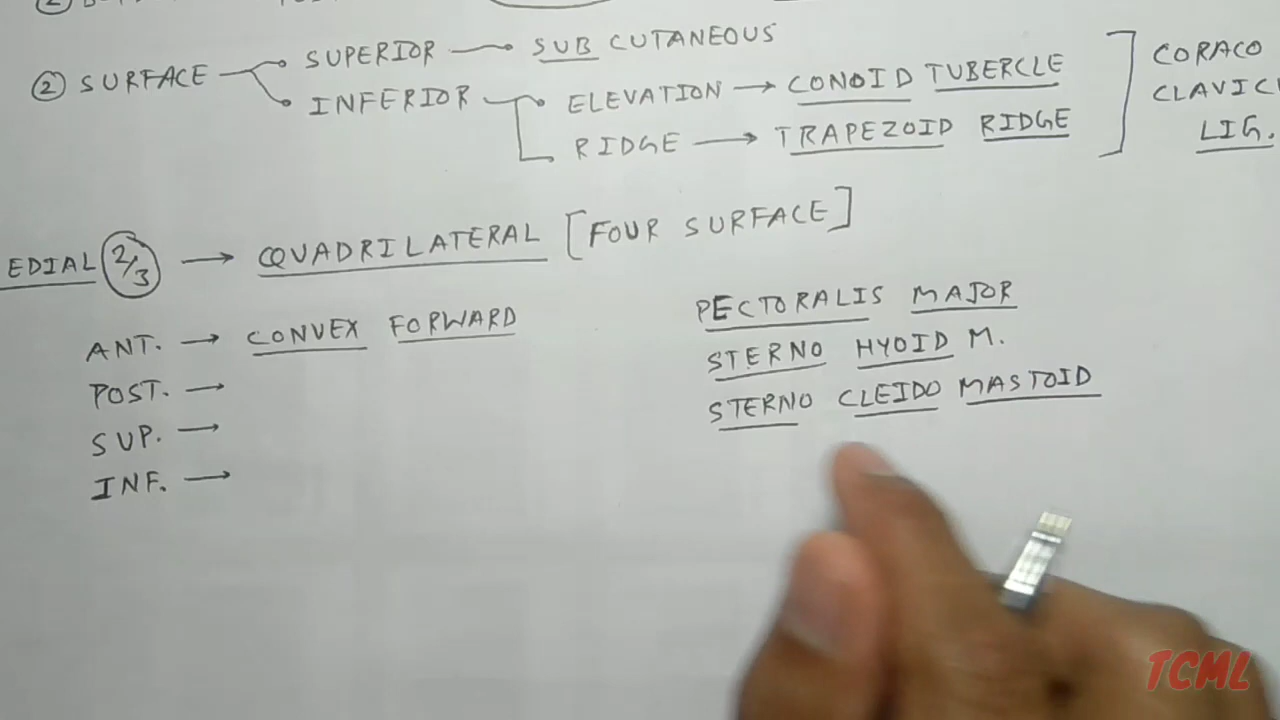 ② SURFACE
SUPERIOR → SUB CUTANEOUS
INFERIOR
ELEVATION → CONOID TUBERCLE
RIDGE → TRAPEZOID RIDGE
CORACO
CLAVIC
LIG.
EDIAL 2/3 → QUADRILATERAL [FOUR SURFACE]
ANT. → CONVEX FORWARD
POST. →
SUP. →
INF. →
PECTORALIS MAJOR
STERNO HYOID M.
STERNO CLEIDO MASTOID
TCML